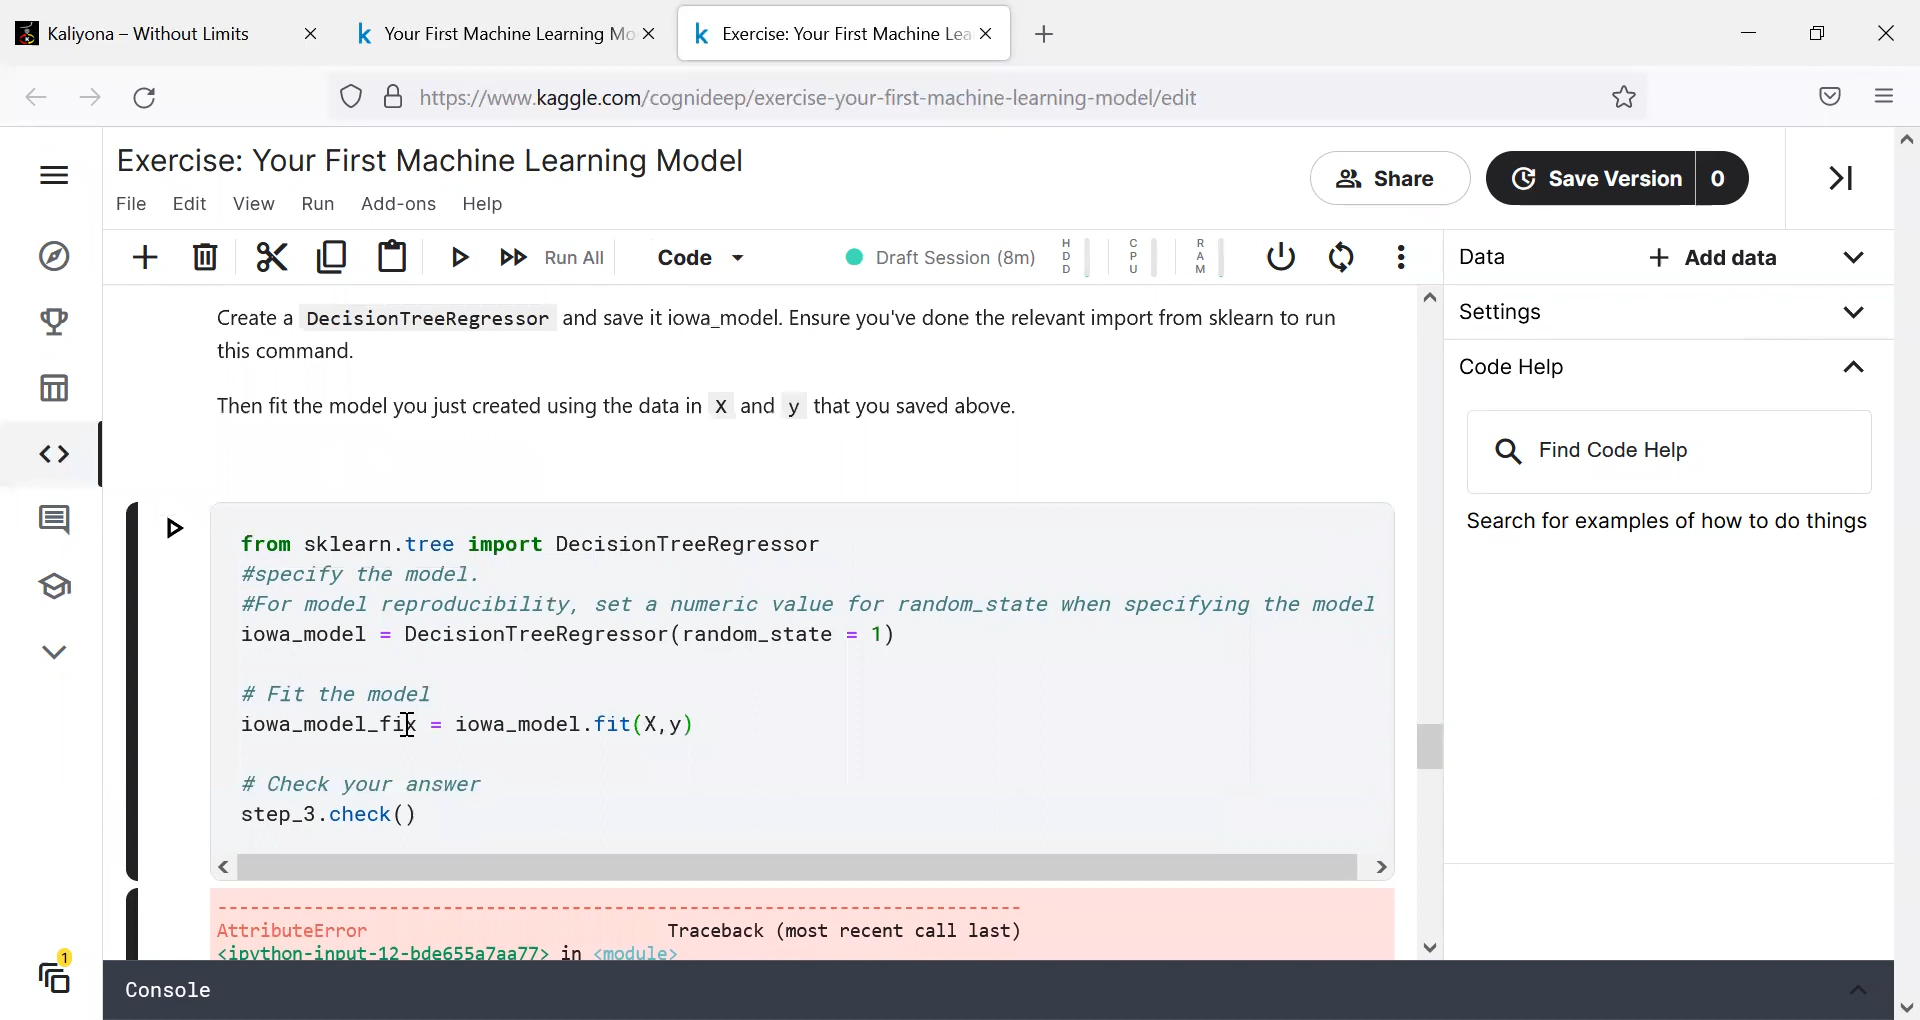 Kaliyona – Without Limits
Your First Machine Learning Mo
Exercise: Your First Machine Lea
https://www.kaggle.com/cognideep/exercise-your-first-machine-learning-model/edit
Exercise: Your First Machine Learning Model
Share
Save Version 0
File Edit View Run Add-ons Help
Run All
Code
Draft Session (8m)
HDD
CPU
RAM
Data
Add data
Settings
Code Help
Find Code Help
Search for examples of how to do things
Create a DecisionTreeRegressor and save it iowa_model. Ensure you've done the relevant import from sklearn to run
this command.
Then fit the model you just created using the data in X and y that you saved above.
from sklearn.tree import DecisionTreeRegressor
#specify the model.
#For model reproducibility, set a numeric value for random_state when specifying the model
iowa_model = DecisionTreeRegressor(random_state = 1)
# Fit the model
iowa_model_fix = iowa_model.fit(X,y)
# Check your answer
step_3.check()
--------------------------------------------------------------------------
AttributeError Traceback (most recent call last)
<ipython-input-12-bde655a7aa77> in <module>
1
Console